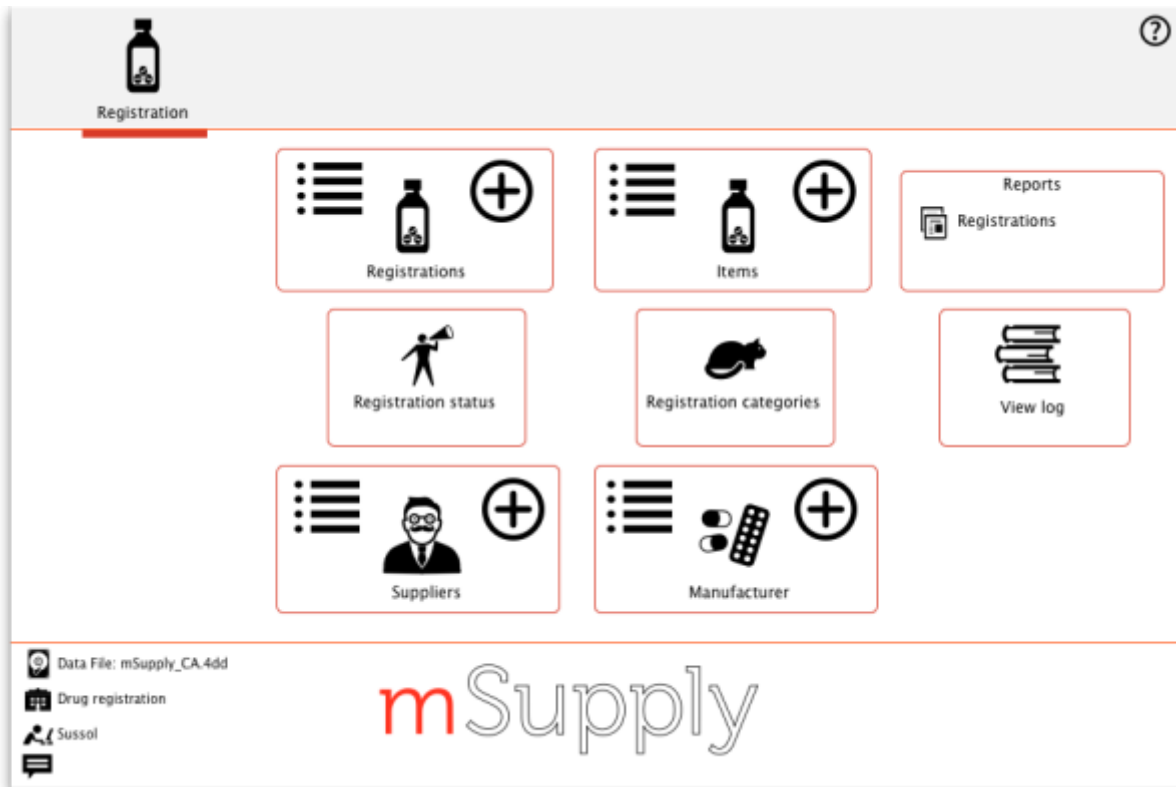 Registration
Registrations
Items
Reports
Registrations
Registration status
Registration categories
View log
Suppliers
Manufacturer
Data File: mSupply_CA.4dd
Drug registration
Sussol
mSupply